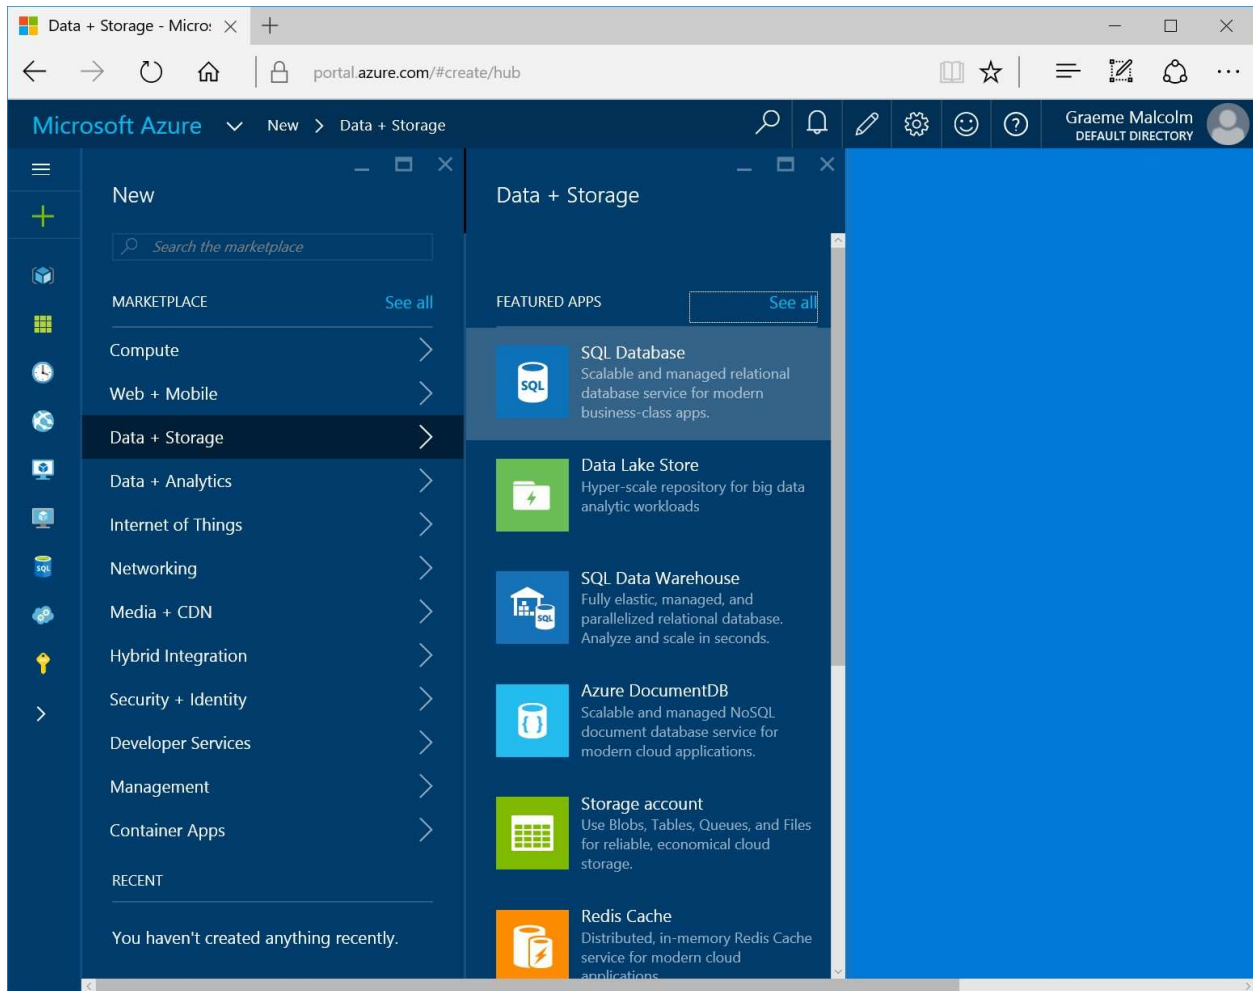 Data + Storage - Micro:
portal.azure.com/#create/hub
Microsoft Azure New > Data + Storage
Graeme Malcolm
DEFAULT DIRECTORY
New
Search the marketplace
MARKETPLACE See all
Compute
Web + Mobile
Data + Storage
Data + Analytics
Internet of Things
Networking
Media + CDN
Hybrid Integration
Security + Identity
Developer Services
Management
Container Apps
RECENT
You haven't created anything recently.
Data + Storage
FEATURED APPS See all
SQL
SQL Database
Scalable and managed relational
database service for modern
business-class apps.
Data Lake Store
Hyper-scale repository for big data
analytic workloads
SQL
SQL Data Warehouse
Fully elastic, managed, and
parallelized relational database.
Analyze and scale in seconds.
{ }
Azure DocumentDB
Scalable and managed NoSQL
document database service for
modern cloud applications.
Storage account
Use Blobs, Tables, Queues, and Files
for reliable, economical cloud
storage.
Redis Cache
Distributed, in-memory Redis Cache
service for modern cloud
applications
SQL